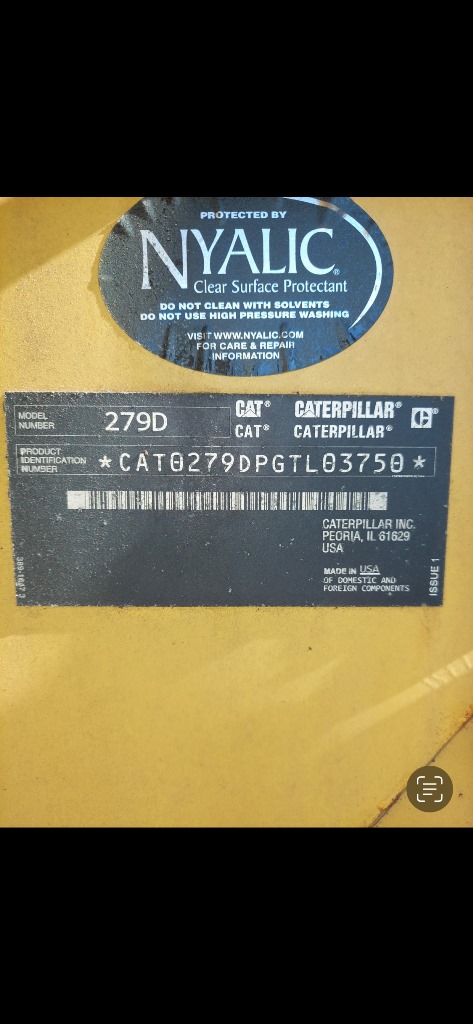 PROTECTED BY
NYALIC®
Clear Surface Protectant
DO NOT CLEAN WITH SOLVENTS
DO NOT USE HIGH PRESSURE WASHING
VISIT WWW.NYALIC.COM
FOR CARE & REPAIR
INFORMATION
MODEL NUMBER 279D
CAT® CATERPILLAR®
CAT® CATERPILLAR®
PRODUCT IDENTIFICATION NUMBER *CAT0279DPGTL03750*
CATERPILLAR INC.
PEORIA, IL 61629
USA
MADE IN USA
OF DOMESTIC AND
FOREIGN COMPONENTS
ISSUE 1